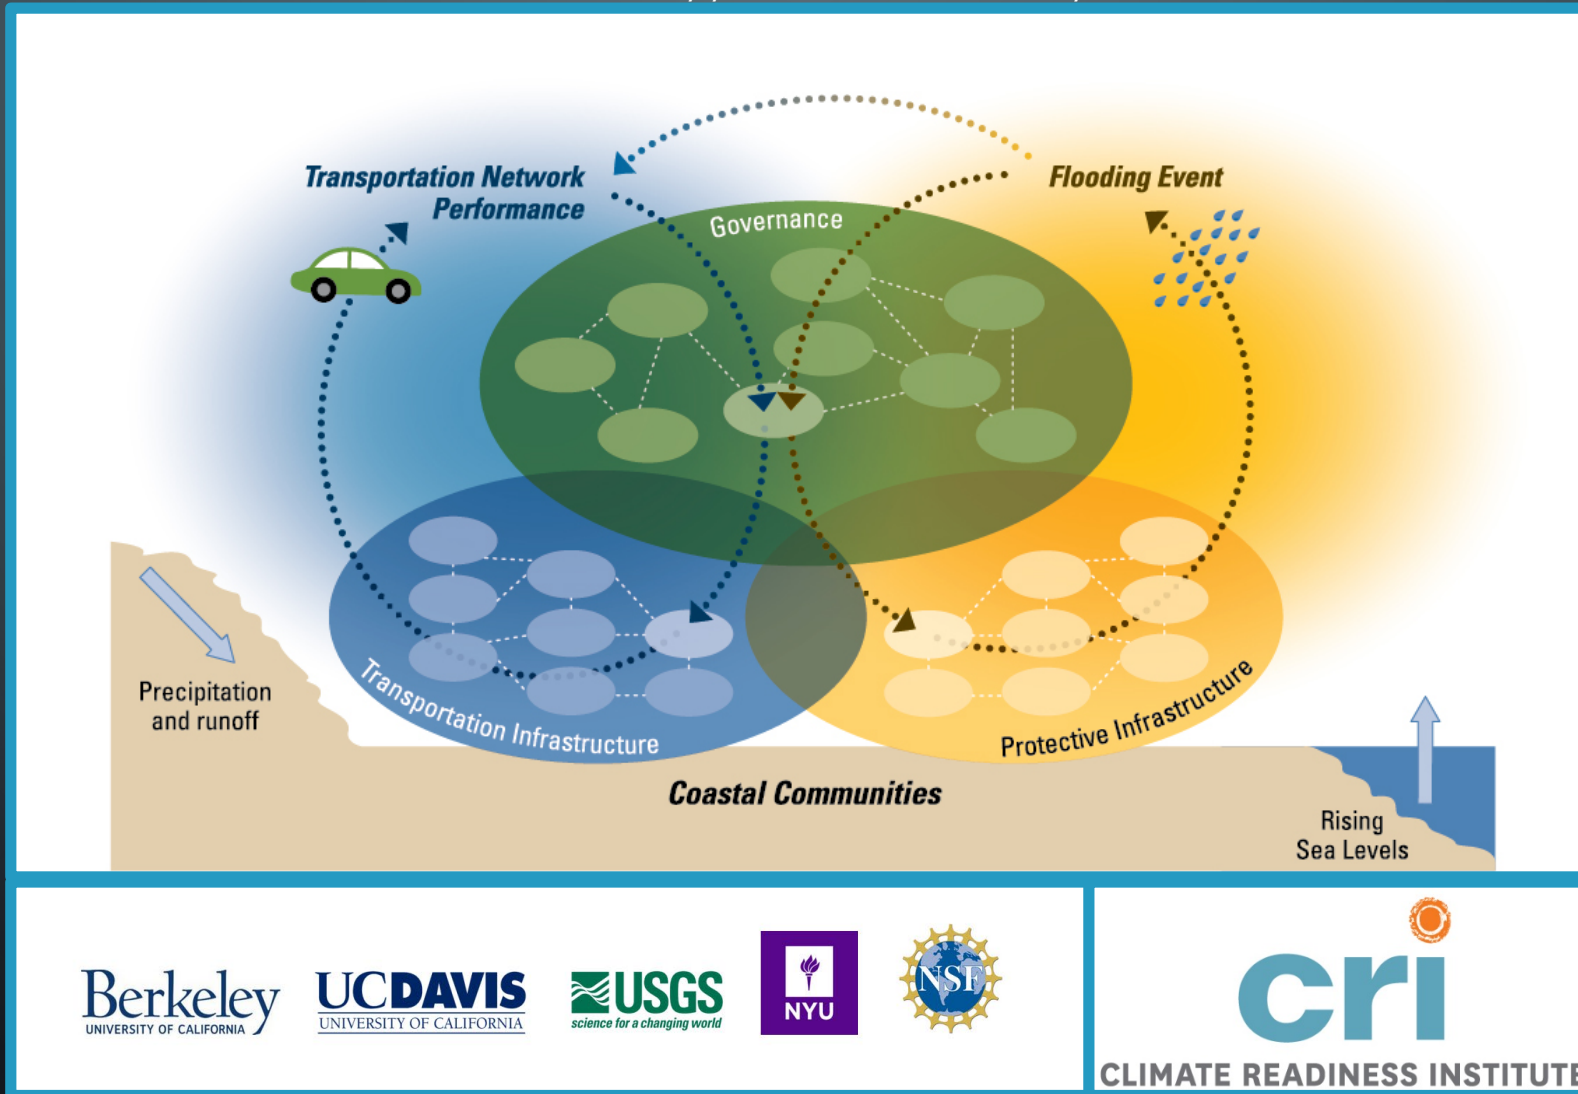 Transportation Network
Performance
Flooding Event
Governance
Transportation Infrastructure
Protective Infrastructure
Precipitation
and runoff
Coastal Communities
Rising
Sea Levels
Berkeley
UNIVERSITY OF CALIFORNIA
UCDAVIS
UNIVERSITY OF CALIFORNIA
USGS
science for a changing world
NYU
NSF
cri
CLIMATE READINESS INSTITUTE